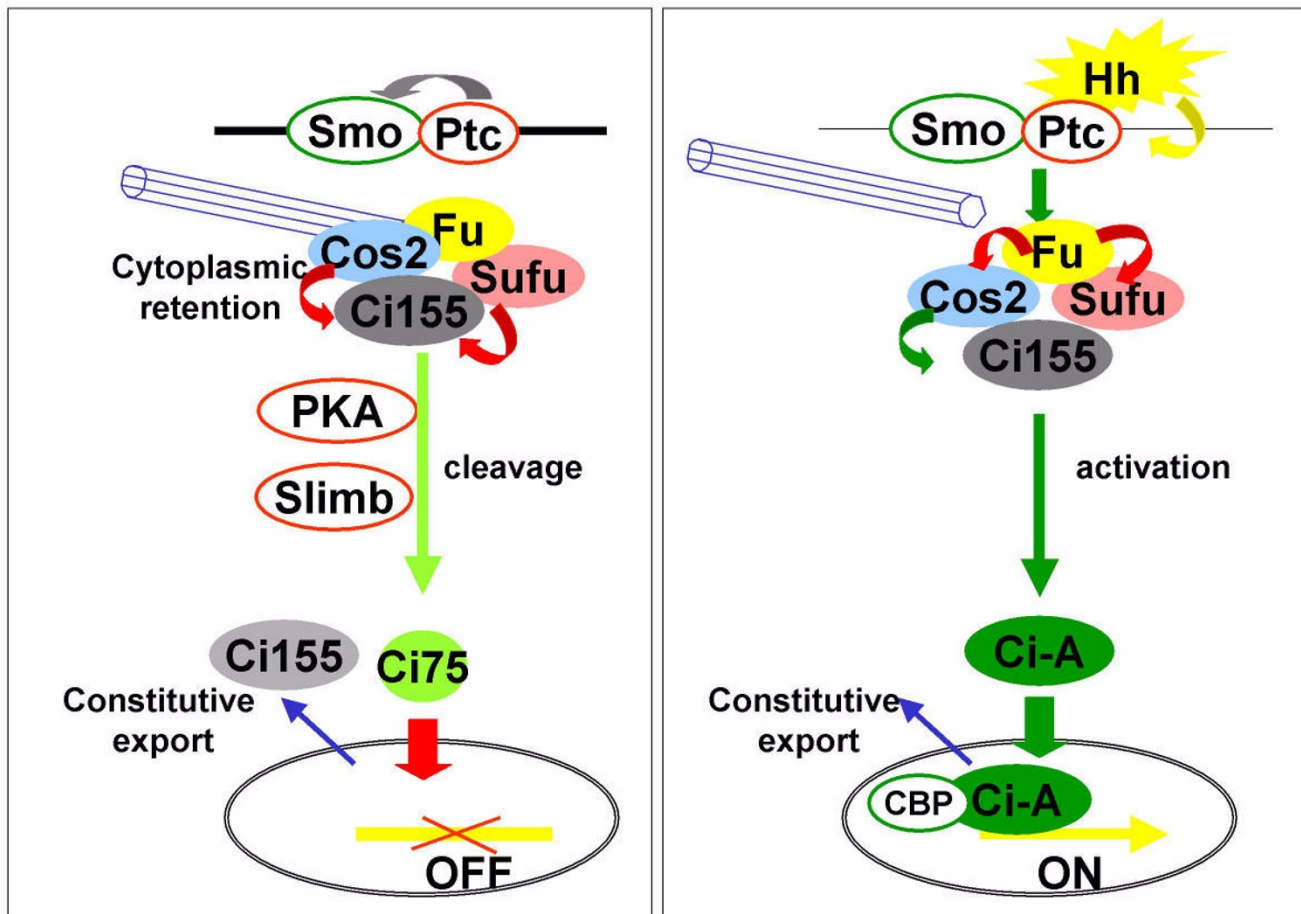 Smo
Ptc
Cos2
Fu
Sufu
Cytoplasmic
retention
Ci155
PKA
cleavage
Slimb
Ci155
Ci75
Constitutive
export
OFF
Hh
Smo
Ptc
Fu
Cos2
Sufu
Ci155
activation
Ci-A
Constitutive
export
CBP
Ci-A
ON